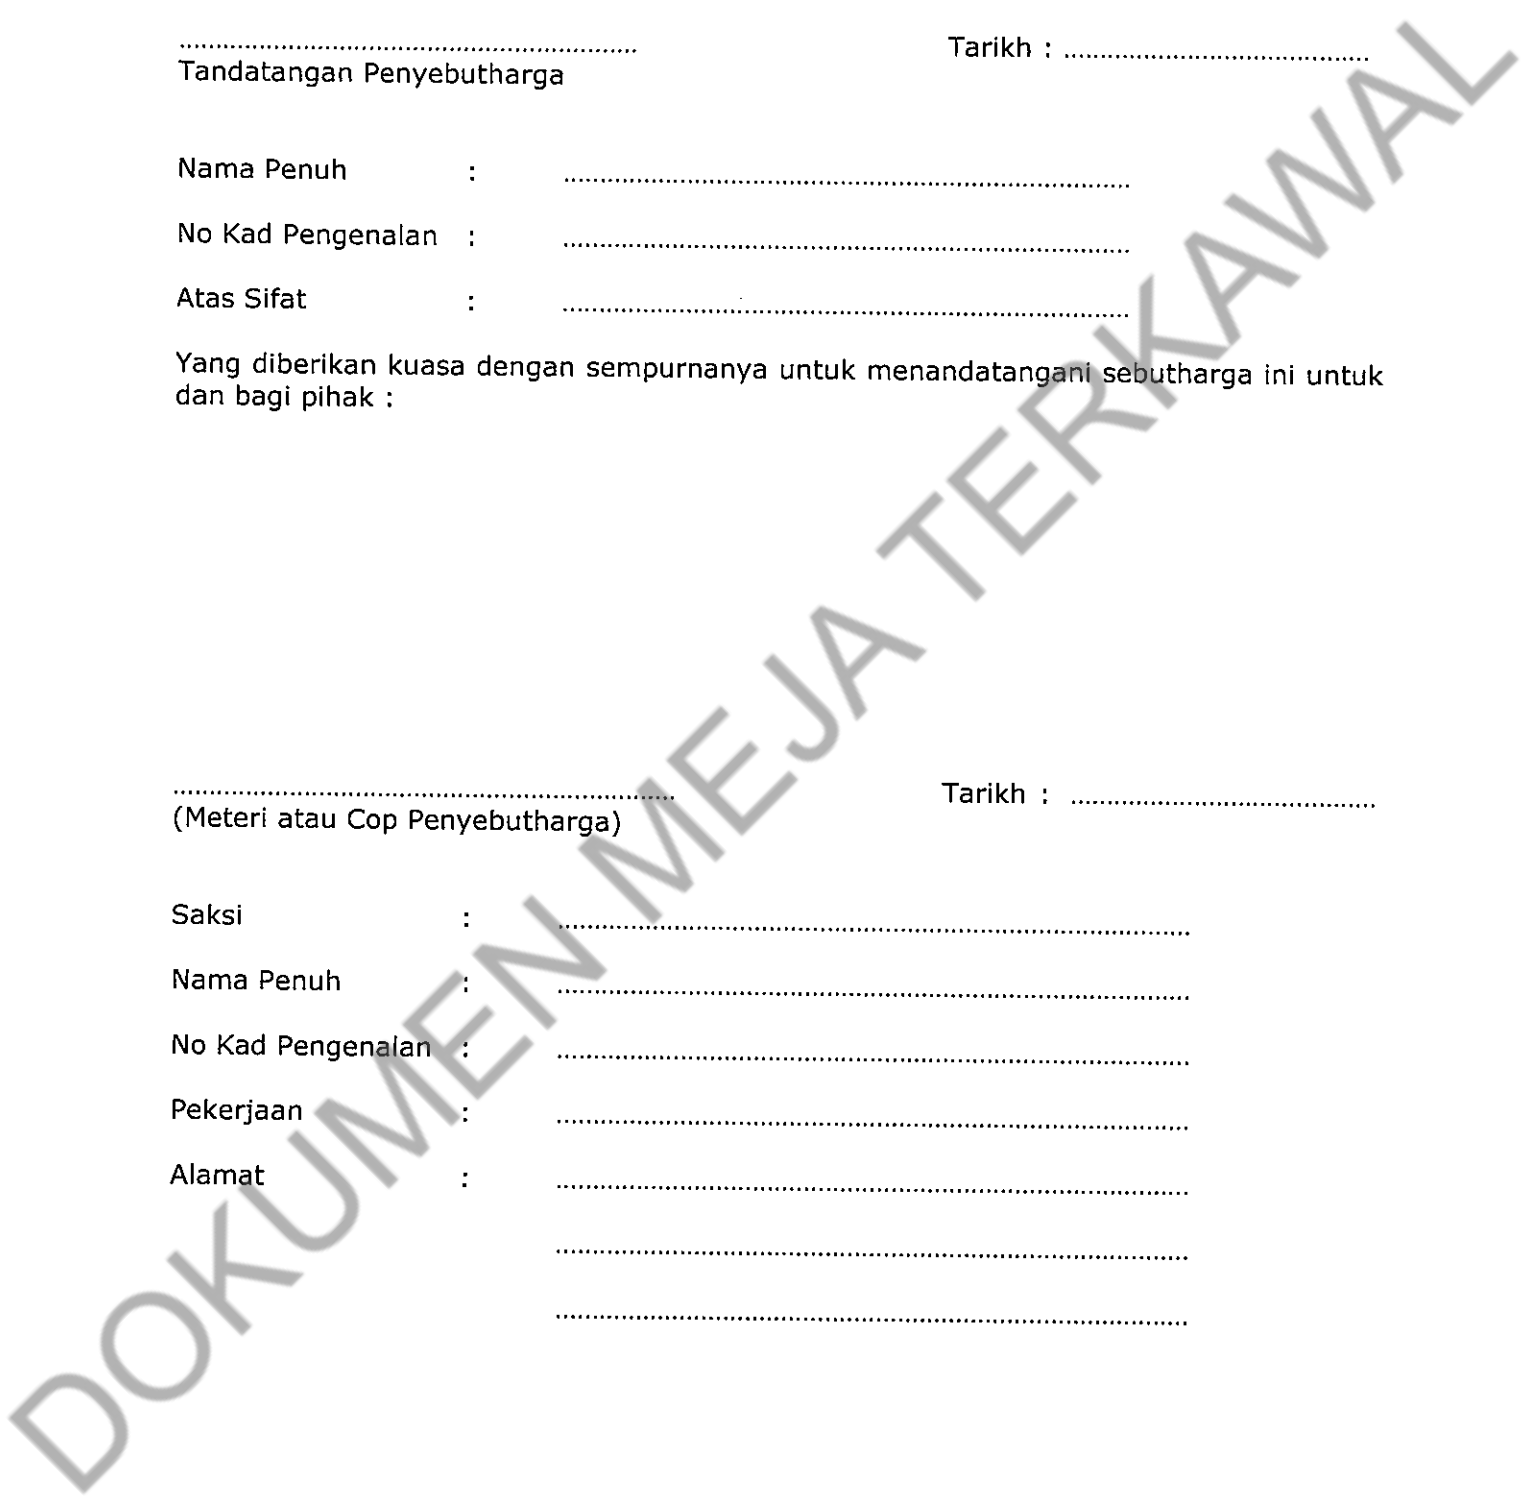 ........................................................... Tarikh : .......................................
Tandatangan Penyebutharga
Nama Penuh : ..........................................................................
No Kad Pengenalan : ..........................................................................
Atas Sifat : ..........................................................................
Yang diberikan kuasa dengan sempurnanya untuk menandatangani sebutharga ini untuk
dan bagi pihak :
................................................................. Tarikh : .......................................
(Meteri atau Cop Penyebutharga)
Saksi : ..................................................................................
Nama Penuh : ..................................................................................
No Kad Pengenalan : ..................................................................................
Pekerjaan : ..................................................................................
Alamat : ..................................................................................
..................................................................................
..................................................................................
DOKUMEN MEJA TERKAWAL